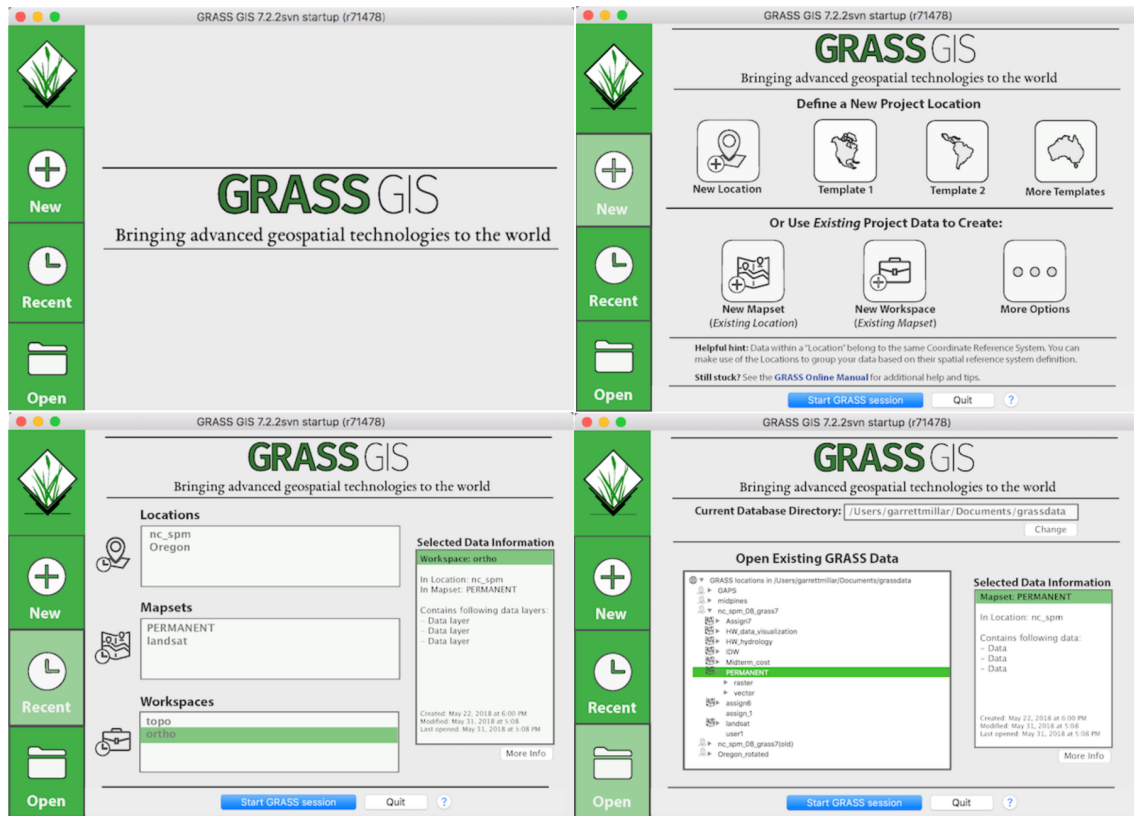 GRASS GIS 7.2.2svn startup (r71478)
New
Recent
Open
GRASS GIS
Bringing advanced geospatial technologies to the world
GRASS GIS 7.2.2svn startup (r71478)
New
Recent
Open
GRASS GIS
Bringing advanced geospatial technologies to the world
Define a New Project Location
New Location
Template 1
Template 2
More Templates
Or Use Existing Project Data to Create:
New Mapset
(Existing Location)
New Workspace
(Existing Mapset)
More Options
Helpful hint: Data within a "Location" belong to the same Coordinate Reference System. You can
make use of the Locations to group your data based on their spatial reference system definition.
Still stuck? See the GRASS Online Manual for additional help and tips.
Start GRASS session
Quit
?
GRASS GIS 7.2.2svn startup (r71478)
New
Recent
Open
GRASS GIS
Bringing advanced geospatial technologies to the world
Locations
nc_spm
Oregon
Mapsets
PERMANENT
landsat
Workspaces
topo
ortho
Selected Data Information
Workspace: ortho
In Location: nc_spm
In Mapset: PERMANENT
Contains following data layers:
– Data layer
– Data layer
– Data layer
Created: May 22, 2018 at 6:00 PM
Modified: May 31, 2018 at 5:08
Last opened: May 31, 2018 at 5:08 PM
More Info
Start GRASS session
Quit
?
GRASS GIS 7.2.2svn startup (r71478)
New
Recent
Open
GRASS GIS
Bringing advanced geospatial technologies to the world
Current Database Directory: /Users/garrettmillar/Documents/grassdata
Change
Open Existing GRASS Data
GRASS locations in /Users/garrettmillar/Documents/grassdata
GAPS
midpines
nc_spm_08_grass7
Assign7
HW_data_visualization
HW_hydrology
IDW
Midterm_cost
PERMANENT
raster
vector
assign6
assign_1
landsat
user1
nc_spm_08_grass7(old)
Oregon_rotated
Selected Data Information
Mapset: PERMANENT
In Location: nc_spm
Contains following data:
– Data
– Data
– Data
Created: May 22, 2018 at 6:00 PM
Modified: May 31, 2018 at 5:08
Last opened: May 31, 2018 at 5:08 PM
More Info
Start GRASS session
Quit
?